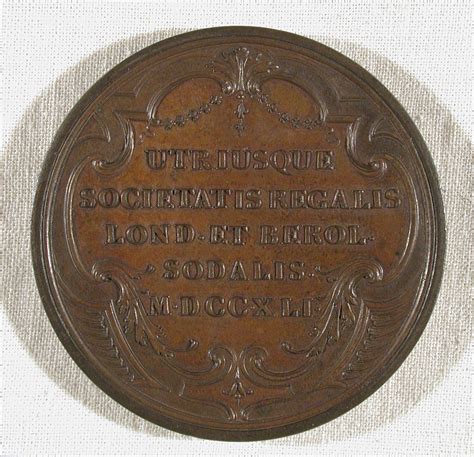 UTRIUSQUE
SOCIETATIS REGALIS
LOND·ET BEROL·
SODALIS·
M·DCCXLI·